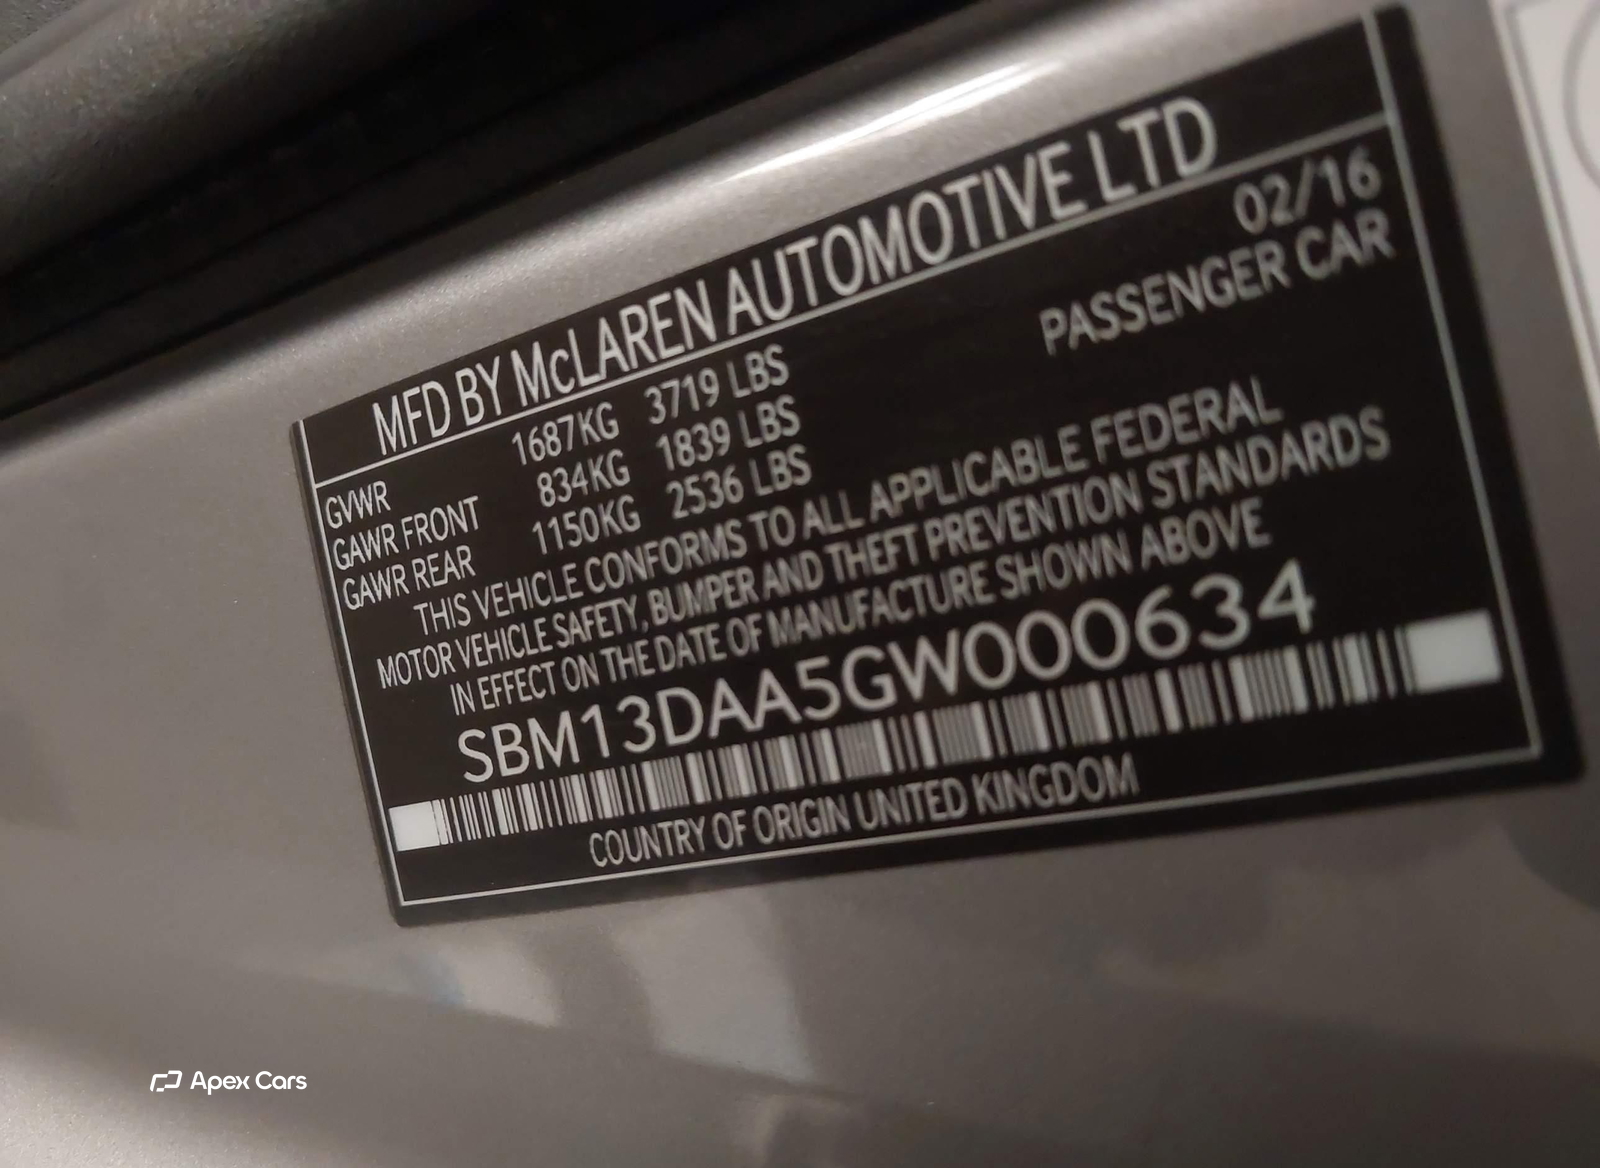 MFD BY McLAREN AUTOMOTIVE LTD
02/16
GVWR 1687KG 3719 LBS
GAWR FRONT 834KG 1839 LBS
PASSENGER CAR
GAWR REAR 1150KG 2536 LBS
THIS VEHICLE CONFORMS TO ALL APPLICABLE FEDERAL
MOTOR VEHICLE SAFETY, BUMPER AND THEFT PREVENTION STANDARDS
IN EFFECT ON THE DATE OF MANUFACTURE SHOWN ABOVE
SBM13DAA5GW000634
COUNTRY OF ORIGIN UNITED KINGDOM
Apex Cars